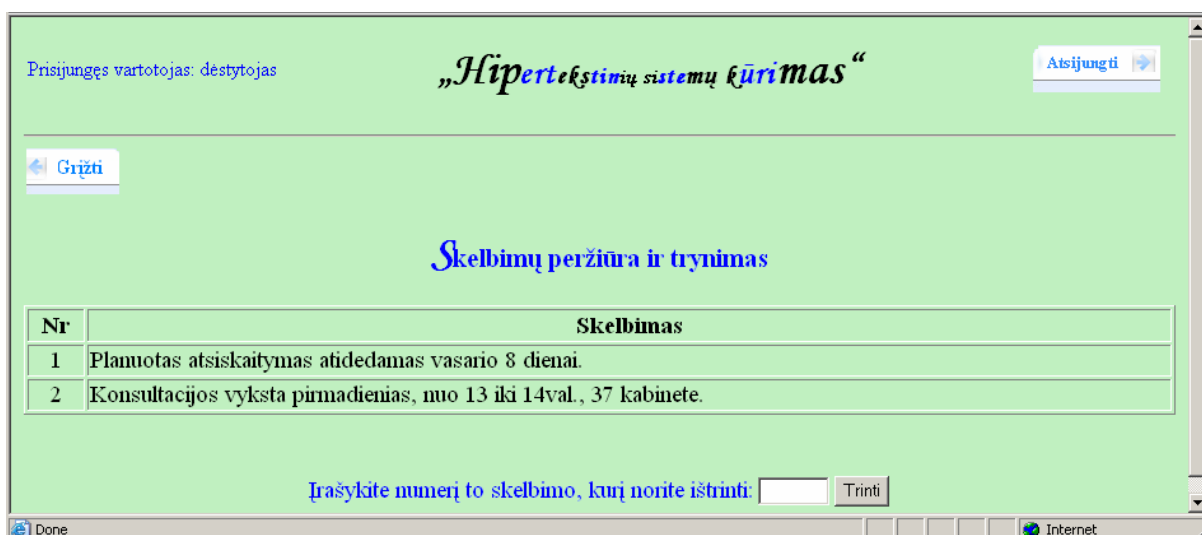 Prisijungęs vartotojas: dėstytojas
„Hipertekstinių sistemų kūrimas“
Atsijungti
Grįžti
Skelbimų peržiūra ir trynimas
Nr Skelbimas
1 Planuotas atsiskaitymas atidedamas vasario 8 dienai.
2 Konsultacijos vyksta pirmadienias, nuo 13 iki 14val., 37 kabinete.
Įrašykite numerį to skelbimo, kurį norite ištrinti: Trinti
Done Internet